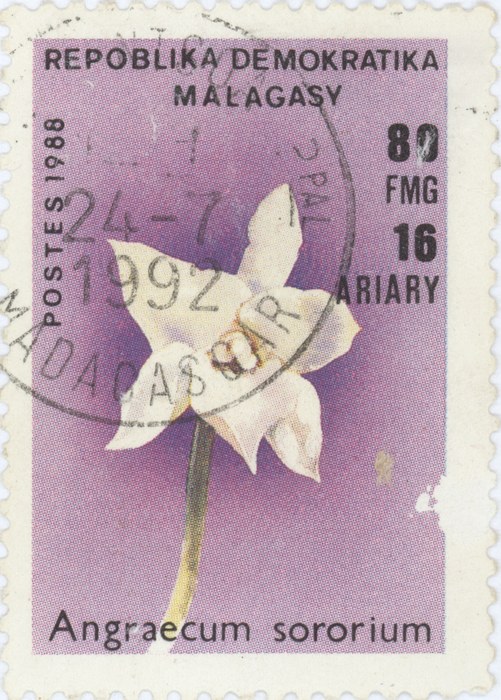 REPOBLIKA DEMOKRATIKA
MALAGASY
POSTES 1988
80
FMG
16
ARIARY
24-7
1992
MADAGASCAR
Angraecum sororium